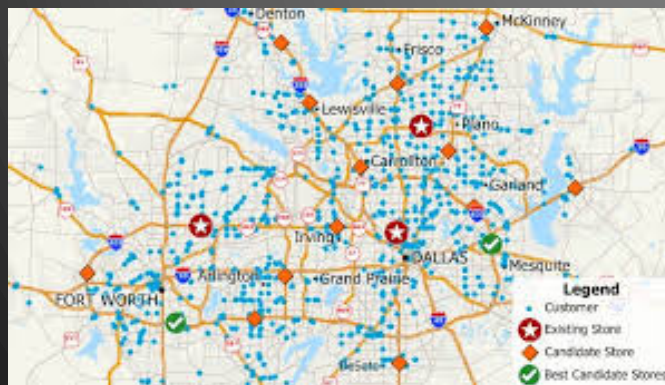 Denton
McKinney
Frisco
Lewisville
Plano
Carrollton
Garland
Irving
DALLAS
Mesquite
Arlington
Grand Prairie
FORT WORTH
DeSoto
Legend
Customer
Existing Store
Candidate Store
Best Candidate Stores